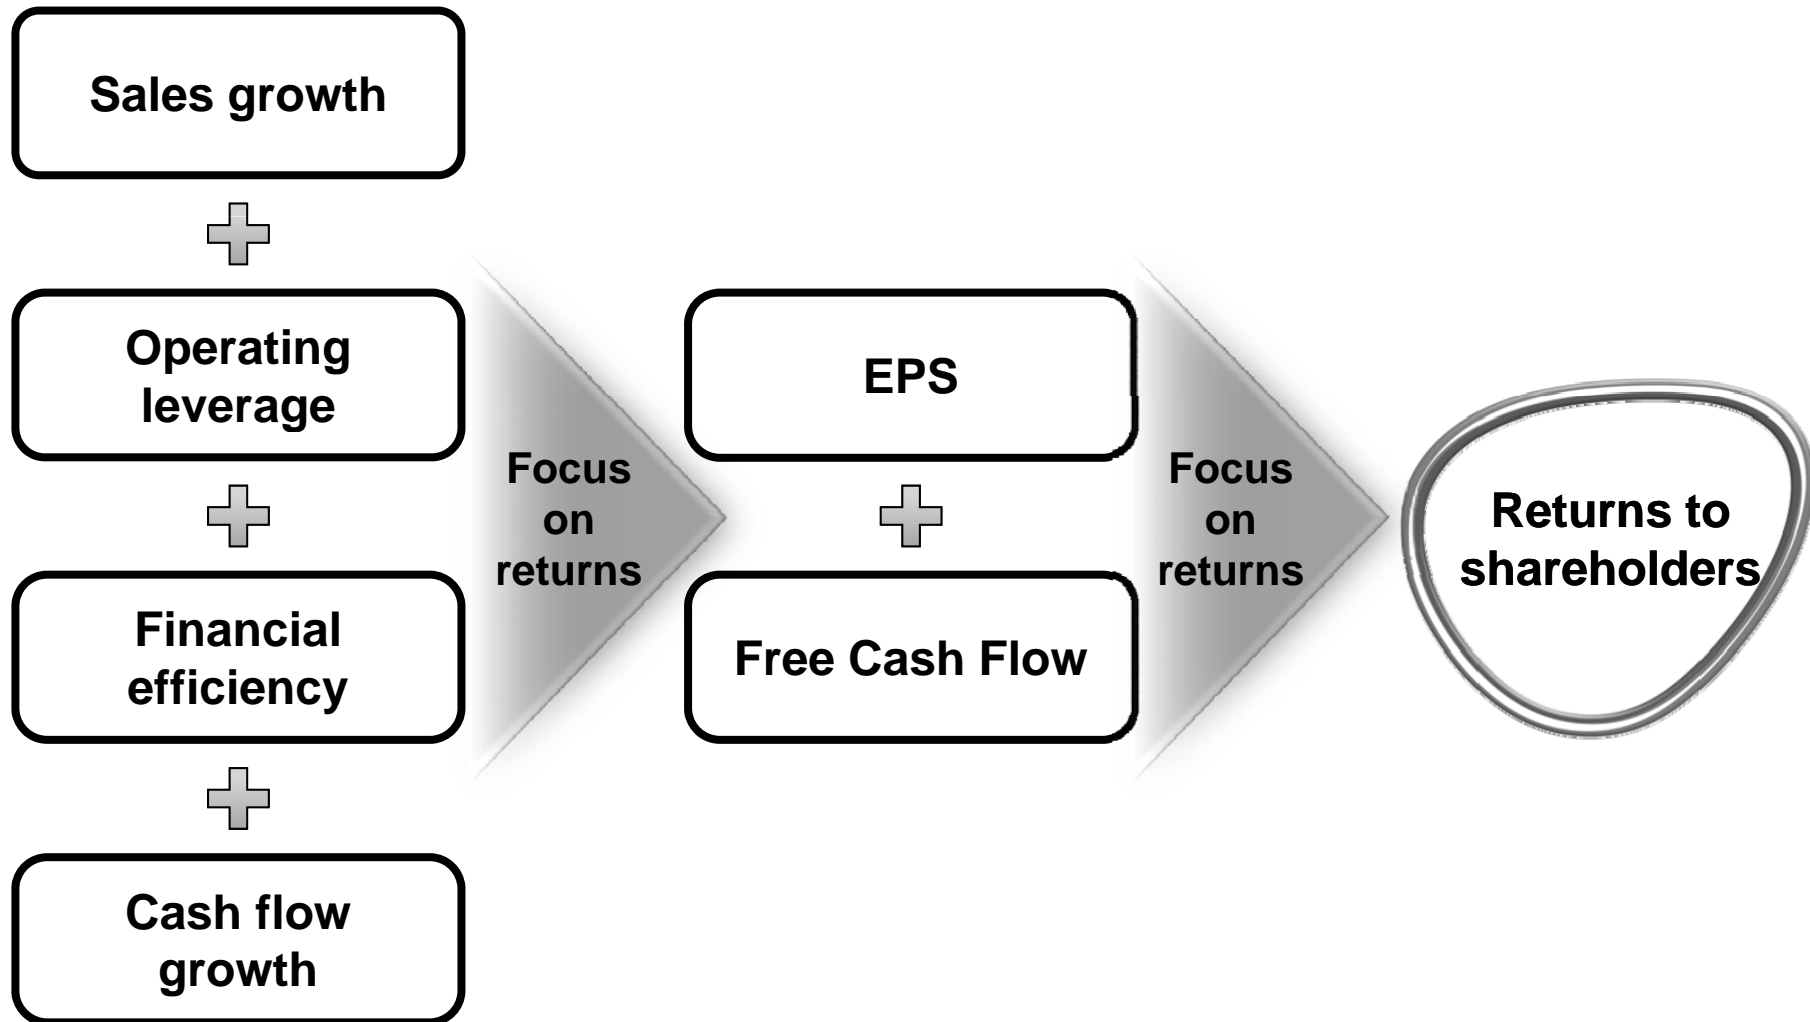 Sales growth
Operating
leverage
Financial
efficiency
Cash flow
growth
Focus
on
returns
EPS
Free Cash Flow
Focus
on
returns
Returns to
shareholders